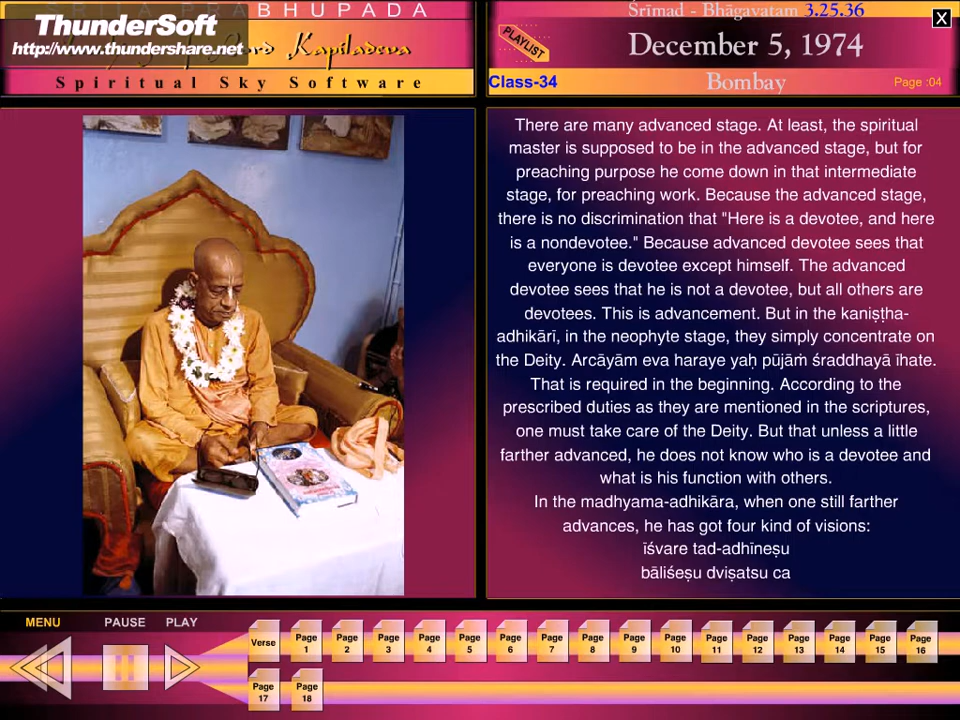 SRILA PRABHUPADA
ThunderSoft
http://www.thundershare.net
Lord Kapiladeva
Spiritual Sky Software
Śrīmad - Bhāgavatam 3.25.36
X
PLAYLIST
December 5, 1974
Class-34
Bombay
Page :04
There are many advanced stage. At least, the spiritual
master is supposed to be in the advanced stage, but for
preaching purpose he come down in that intermediate
stage, for preaching work. Because the advanced stage,
there is no discrimination that "Here is a devotee, and here
is a nondevotee." Because advanced devotee sees that
everyone is devotee except himself. The advanced
devotee sees that he is not a devotee, but all others are
devotees. This is advancement. But in the kaniṣṭha-
adhikārī, in the neophyte stage, they simply concentrate on
the Deity. Arcāyām eva haraye yaḥ pūjāṁ śraddhayā īhate.
That is required in the beginning. According to the
prescribed duties as they are mentioned in the scriptures,
one must take care of the Deity. But that unless a little
farther advanced, he does not know who is a devotee and
what is his function with others.
In the madhyama-adhikāra, when one still farther
advances, he has got four kind of visions:
īśvare tad-adhīneṣu
bāliśeṣu dviṣatsu ca
MENU
PAUSE
PLAY
Verse
Page 1
Page 2
Page 3
Page 4
Page 5
Page 6
Page 7
Page 8
Page 9
Page 10
Page 11
Page 12
Page 13
Page 14
Page 15
Page 16
Page 17
Page 18